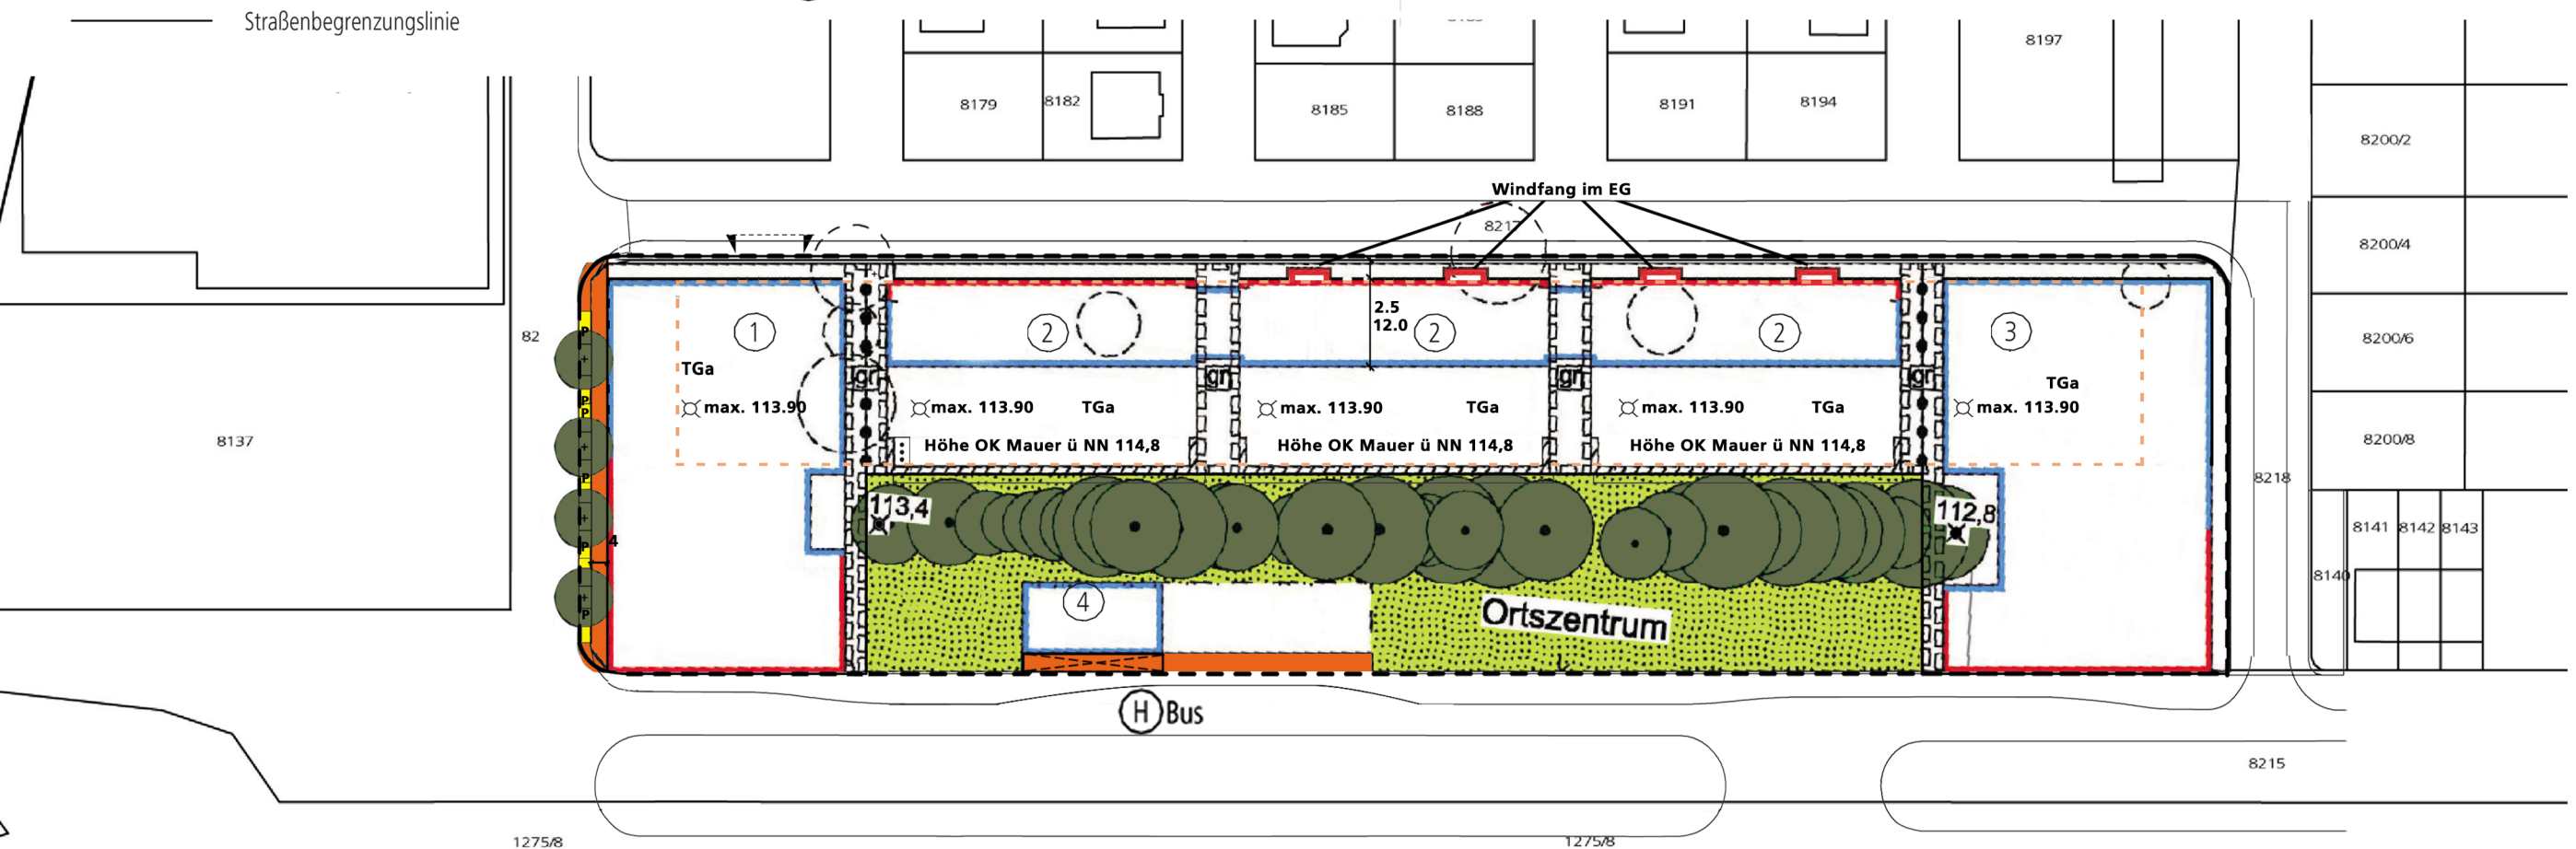 Straßenbegrenzungslinie
8197
8179
8182
8185
8188
8191
8194
8200/2
Windfang im EG
8217
8200/4
82
1
2
2.5
12.0
2
2
3
8200/6
P
TGa
gr
gr
gr
gr
TGa
P
P
max. 113.90
max. 113.90
TGa
max. 113.90
TGa
max. 113.90
TGa
max. 113.90
8137
Höhe OK Mauer ü NN 114,8
Höhe OK Mauer ü NN 114,8
Höhe OK Mauer ü NN 114,8
8200/8
P
8218
113,4
112,8
8141
8142
8143
P
4
8140
4
P
Ortszentrum
H Bus
8215
1275/8
1275/8